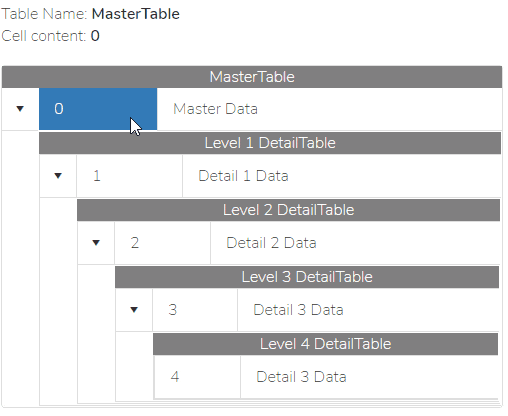 Table Name: MasterTable
Cell content: 0
MasterTable
0 Master Data
Level 1 DetailTable
1 Detail 1 Data
Level 2 DetailTable
2 Detail 2 Data
Level 3 DetailTable
3 Detail 3 Data
Level 4 DetailTable
4 Detail 3 Data